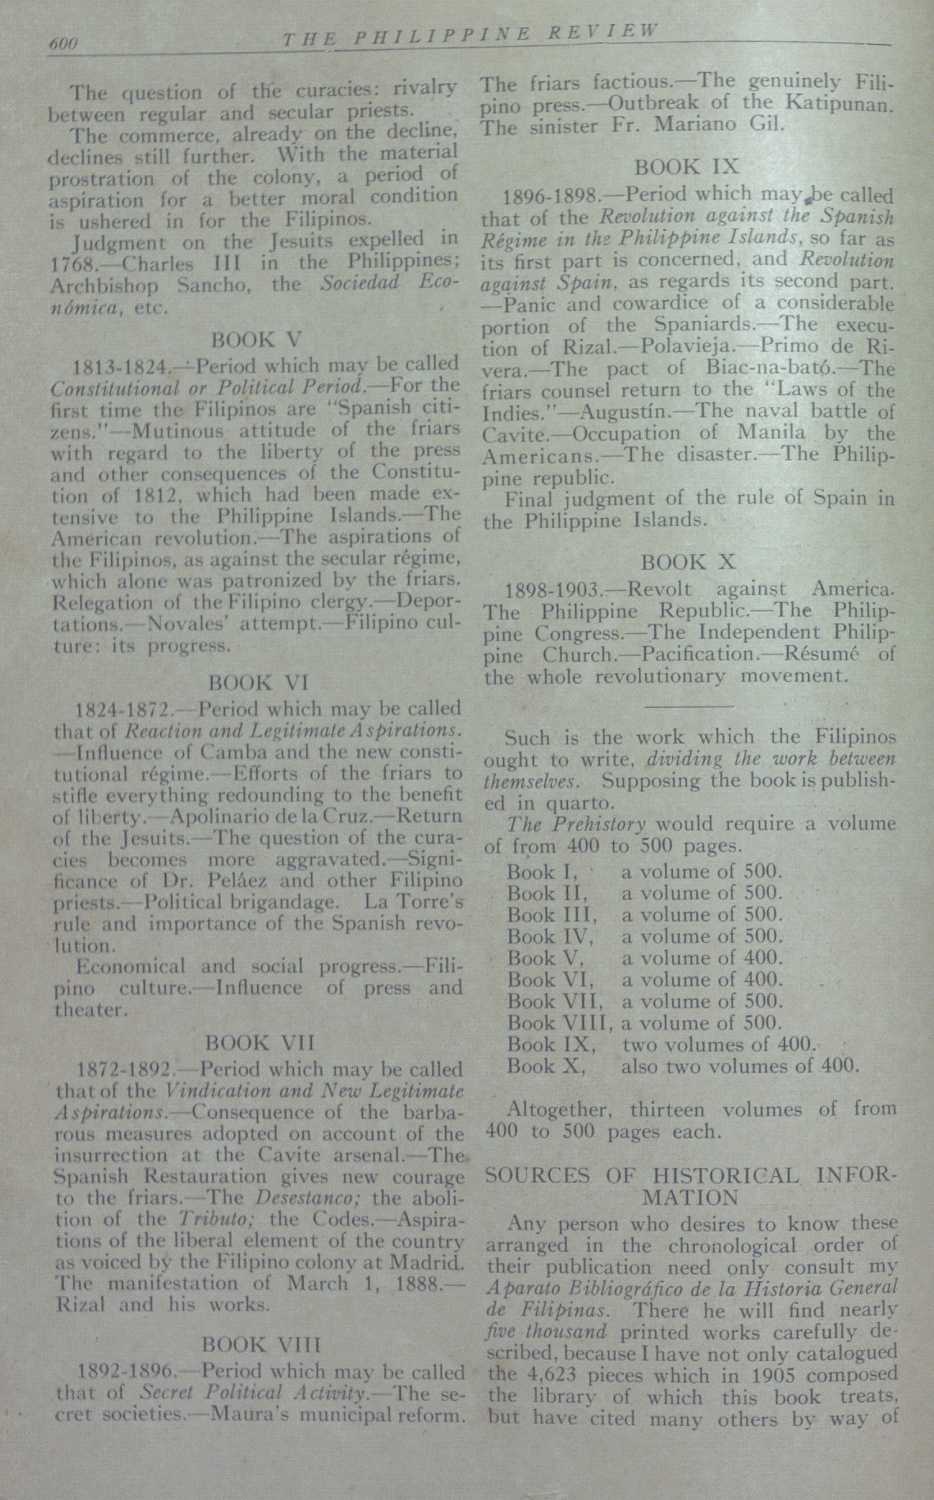 600
THE PHILIPPINE REVIEW
The question of the curacies: rivalry
between regular and secular priests.
The commerce, already on the decline,
declines still further. With the material
prostration of the colony, a period of
aspiration for a better moral condition
is ushered in for the Filipinos.
Judgment on the Jesuits expelled in
1768.—Charles III in the Philippines;
Archbishop Sancho, the Sociedad Eco-
nómica, etc.
BOOK V
1813-1824.—Period which may be called
Constitutional or Political Period.—For the
first time the Filipinos are "Spanish citi-
zens."—Mutinous attitude of the friars
with regard to the liberty of the press
and other consequences of the Constitu-
tion of 1812, which had been made ex-
tensive to the Philippine Islands.—The
American revolution.—The aspirations of
the Filipinos, as against the secular régime,
which alone was patronized by the friars.
Relegation of the Filipino clergy.—Depor-
tations.—Novales' attempt.—Filipino cul-
ture: its progress.
BOOK VI
1824-1872.—Period which may be called
that of Reaction and Legitimate Aspirations.
—Influence of Camba and the new consti-
tutional régime.—Efforts of the friars to
stifle everything redounding to the benefit
of liberty.—Apolinario de la Cruz.—Return
of the Jesuits.—The question of the cura-
cies becomes more aggravated.—Signi-
ficance of Dr. Peláez and other Filipino
priests.—Political brigandage. La Torre's
rule and importance of the Spanish revo-
lution.
Economical and social progress.—Fili-
pino culture.—Influence of press and
theater.
BOOK VII
1872-1892.—Period which may be called
that of the Vindication and New Legitimate
Aspirations.—Consequence of the barba-
rous measures adopted on account of the
insurrection at the Cavite arsenal.—The
Spanish Restauration gives new courage
to the friars.—The Desestanco; the aboli-
tion of the Tributo; the Codes.—Aspira-
tions of the liberal element of the country
as voiced by the Filipino colony at Madrid.
The manifestation of March 1, 1888.—
Rizal and his works.
BOOK VIII
1892-1896.—Period which may be called
that of Secret Political Activity.—The se-
cret societies.—Maura's municipal reform.
The friars factious.—The genuinely Fili-
pino press.—Outbreak of the Katipunan.
The sinister Fr. Mariano Gil.
BOOK IX
1896-1898.—Period which may be called
that of the Revolution against the Spanish
Régime in the Philippine Islands, so far as
its first part is concerned, and Revolution
against Spain, as regards its second part.
—Panic and cowardice of a considerable
portion of the Spaniards.—The execu-
tion of Rizal.—Polavieja.—Primo de Ri-
vera.—The pact of Biac-na-bató.—The
friars counsel return to the "Laws of the
Indies."—Augustín.—The naval battle of
Cavite.—Occupation of Manila by the
Americans.—The disaster.—The Philip-
pine republic.
Final judgment of the rule of Spain in
the Philippine Islands.
BOOK X
1898-1903.—Revolt against America.
The Philippine Republic.—The Philip-
pine Congress.—The Independent Philip-
pine Church.—Pacification.—Résumé of
the whole revolutionary movement.
Such is the work which the Filipinos
ought to write, dividing the work between
themselves. Supposing the book is publish-
ed in quarto.
The Prehistory would require a volume
of from 400 to 500 pages.
Book I, a volume of 500.
Book II, a volume of 500.
Book III, a volume of 500.
Book IV, a volume of 500.
Book V, a volume of 400.
Book VI, a volume of 400.
Book VII, a volume of 500.
Book VIII, a volume of 500.
Book IX, two volumes of 400.
Book X, also two volumes of 400.
Altogether, thirteen volumes of from
400 to 500 pages each.
SOURCES OF HISTORICAL INFOR-
MATION
Any person who desires to know these
arranged in the chronological order of
their publication need only consult my
Aparato Bibliográfico de la Historia General
de Filipinas. There he will find nearly
five thousand printed works carefully de-
scribed, because I have not only catalogued
the 4,623 pieces which in 1905 composed
the library of which this book treats,
but have cited many others by way of